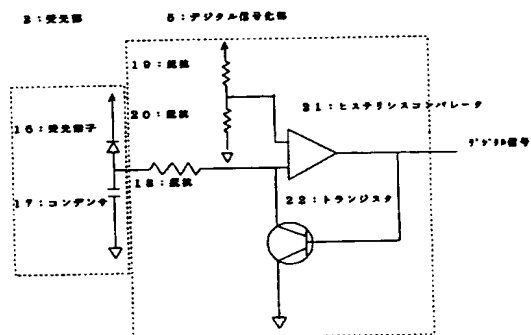 2：受光部
5：デジタル信号化部
19：抵抗
20：抵抗
21：ヒステリシスコンパレータ
16：受光素子
デジタル信号
18：抵抗
17：コンデンサ
22：トランジスタ